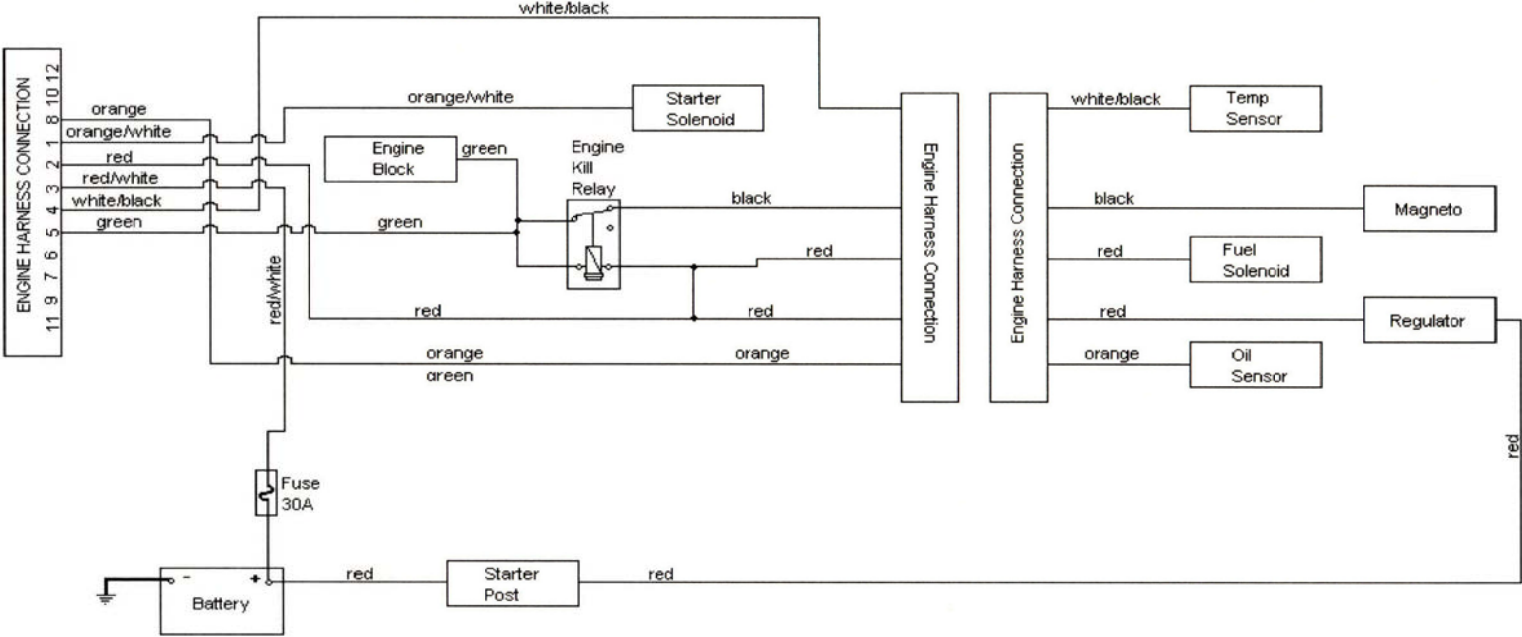 white/black
ENGINE HARNESS CONNECTION
12
10
8
1
2
3
4
5
6
7
9
11
orange
orange/white
red
red/white
white/black
green
orange/white
Starter
Solenoid
Engine
Block
green
Engine
Kill
Relay
green
black
red
red/white
red
red
orange
orange
green
Engine Harness Connection
Engine Harness Connection
white/black
Temp
Sensor
black
Magneto
red
Fuel
Solenoid
red
Regulator
orange
Oil
Sensor
red
Fuse
30A
- +
Battery
red
Starter
Post
red